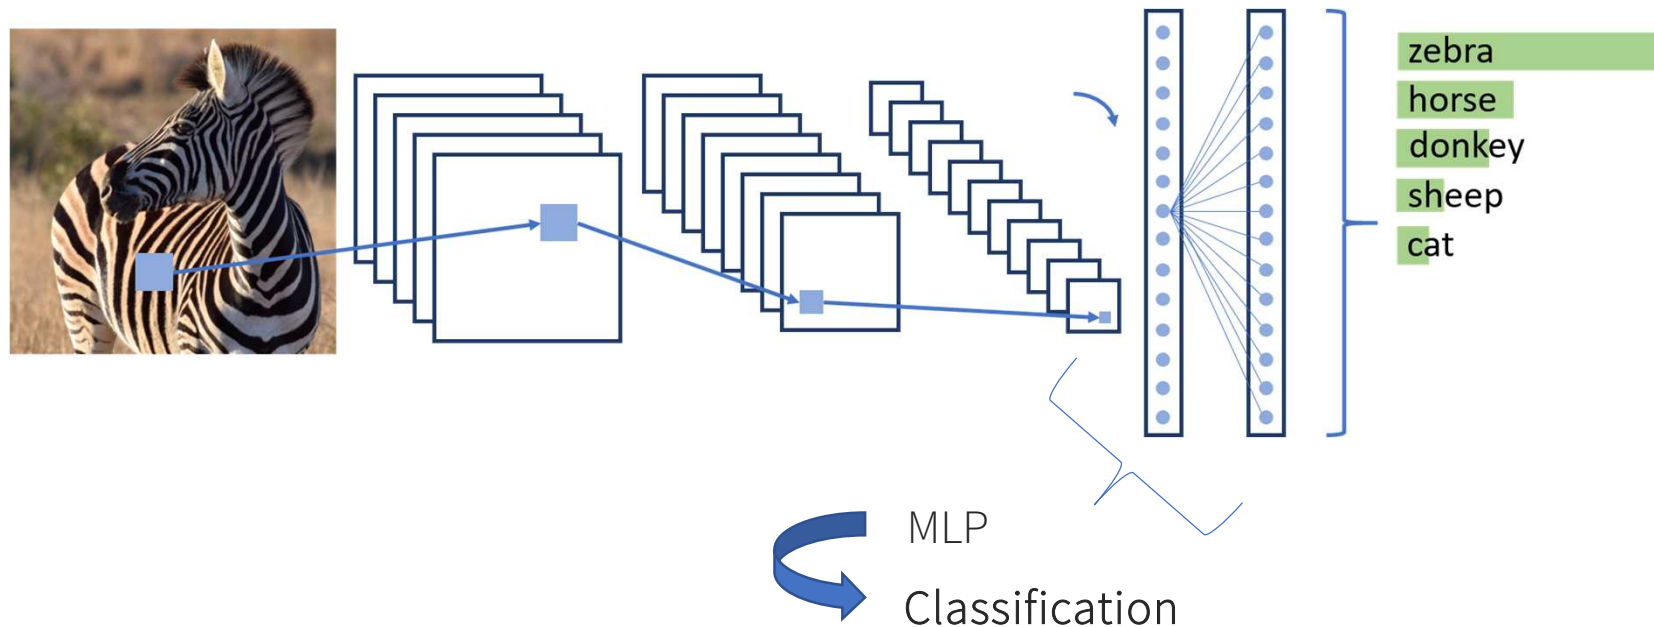 zebra
horse
donkey
sheep
cat
MLP
Classification